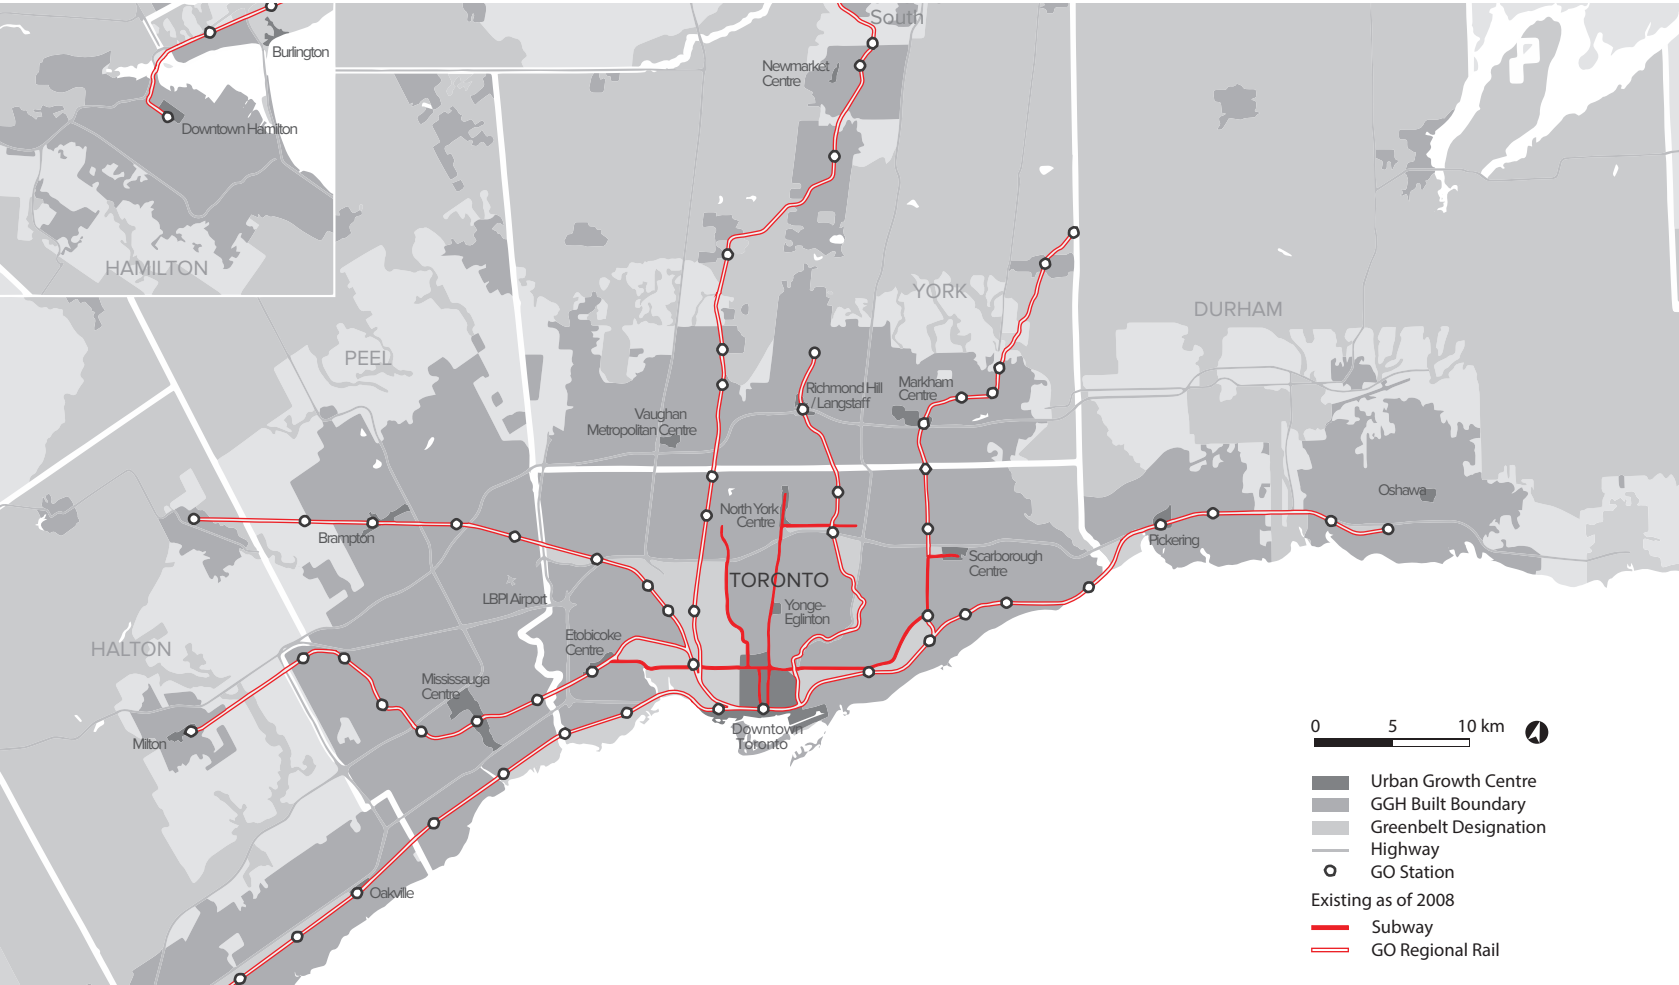 South
Burlington
Newmarket
Centre
Downtown Hamilton
HAMILTON
YORK
DURHAM
PEEL
Richmond Hill
/ Langstaff
Markham
Centre
Vaughan
Metropolitan Centre
Oshawa
North York
Centre
Brampton
Pickering
Scarborough
Centre
TORONTO
LBPI Airport
Yonge-
Eglinton
Etobicoke
Centre
HALTON
Mississauga
Centre
Milton
Downtown
Toronto
Oakville
0 5 10 km
Urban Growth Centre
GGH Built Boundary
Greenbelt Designation
Highway
GO Station
Existing as of 2008
Subway
GO Regional Rail